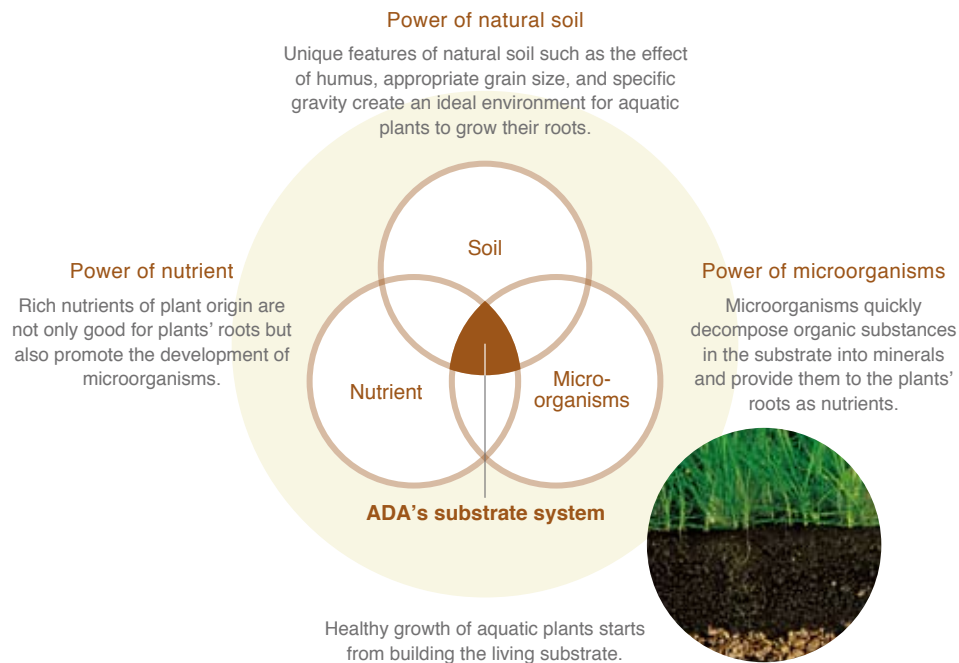 Power of natural soil
Unique features of natural soil such as the effect
of humus, appropriate grain size, and specific
gravity create an ideal environment for aquatic
plants to grow their roots.
Soil
Power of nutrient
Rich nutrients of plant origin are
not only good for plants’ roots but
also promote the development of
microorganisms.
Power of microorganisms
Microorganisms quickly
decompose organic substances
in the substrate into minerals
and provide them to the plants’
roots as nutrients.
Nutrient
Micro-
organisms
ADA’s substrate system
Healthy growth of aquatic plants starts
from building the living substrate.